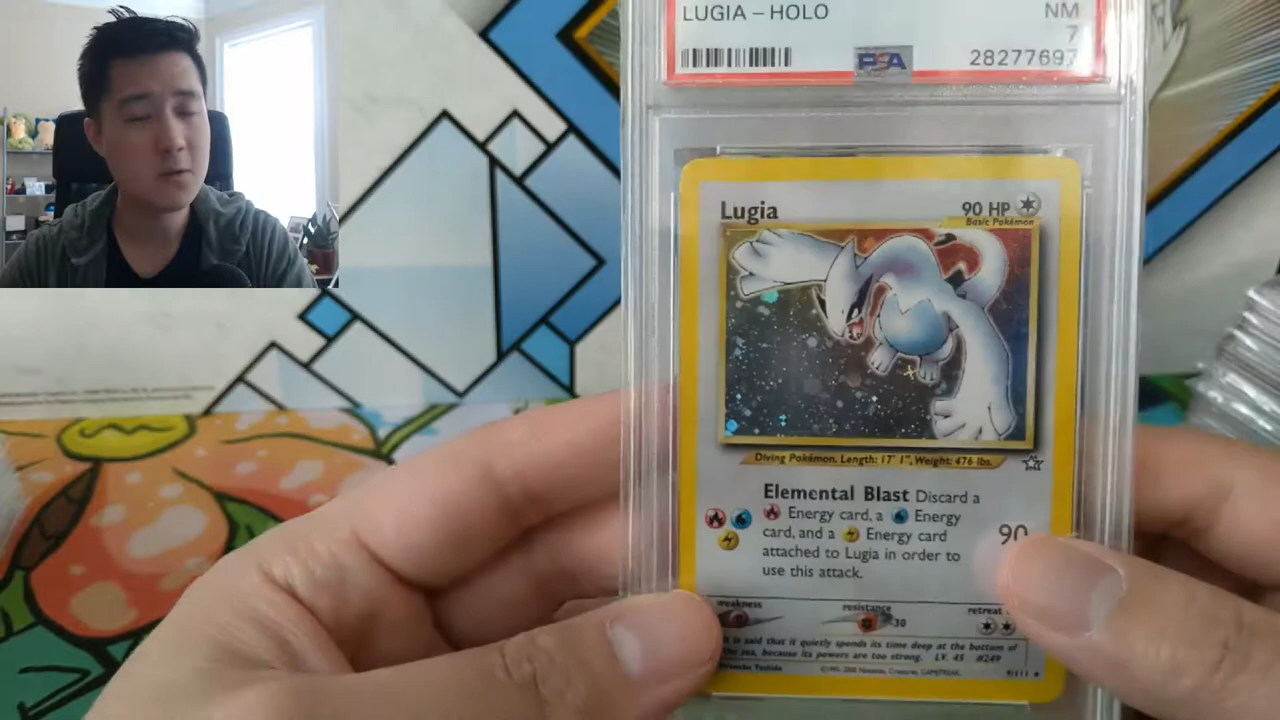 LUGIA – HOLO
NM
7
PSA
28277697
Lugia
90 HP
Basic Pokémon
Diving Pokémon. Length: 17' 1", Weight: 476 lbs.
Elemental Blast Discard a
Energy card, a Energy
card, and a Energy card
attached to Lugia in order to
use this attack.
90
weakness
resistance
retreat
-30
It is said that it quietly spends its time deep at the bottom of
the sea, because its powers are too strong. LV. 45 #249
9/111